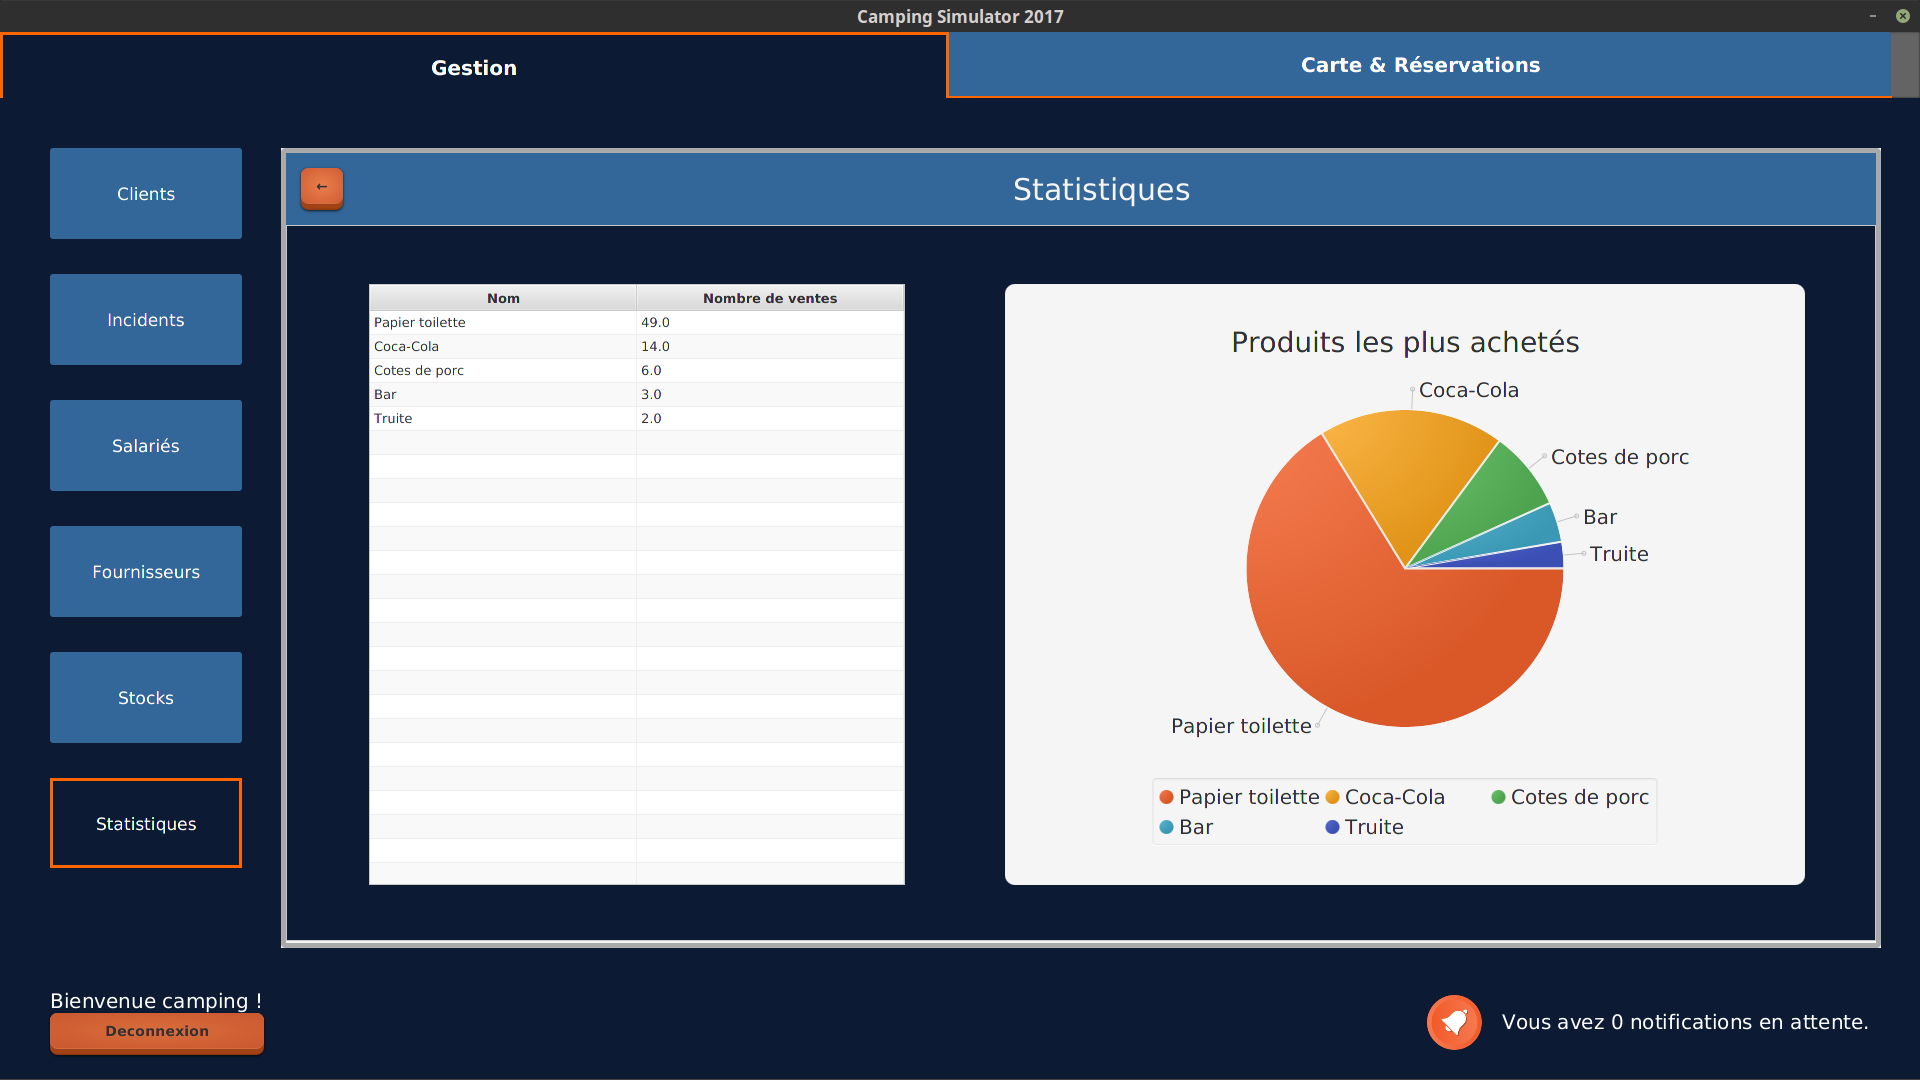 Camping Simulator 2017
Gestion
Carte & Réservations
Clients
Incidents
Salariés
Fournisseurs
Stocks
Statistiques
←
Statistiques
Nom Nombre de ventes
Papier toilette 49.0
Coca-Cola 14.0
Cotes de porc 6.0
Bar 3.0
Truite 2.0
Produits les plus achetés
Coca-Cola
Cotes de porc
Bar
Truite
Papier toilette
Papier toilette Coca-Cola Cotes de porc
Bar Truite
Bienvenue camping !
Deconnexion
Vous avez 0 notifications en attente.